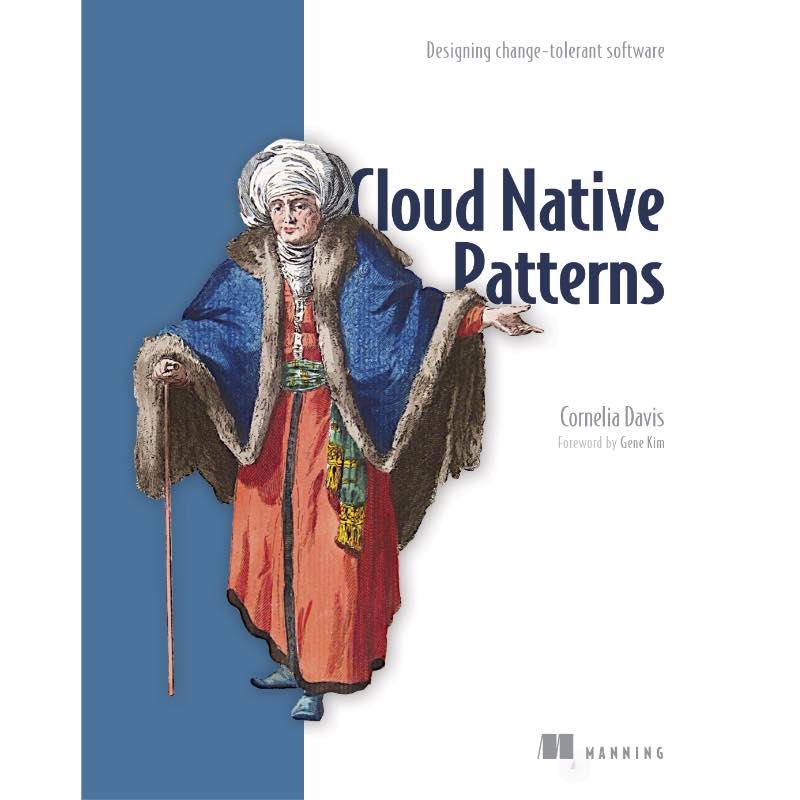 Designing change-tolerant software
Cloud Native
Patterns
Cornelia Davis
Foreword by Gene Kim
MANNING